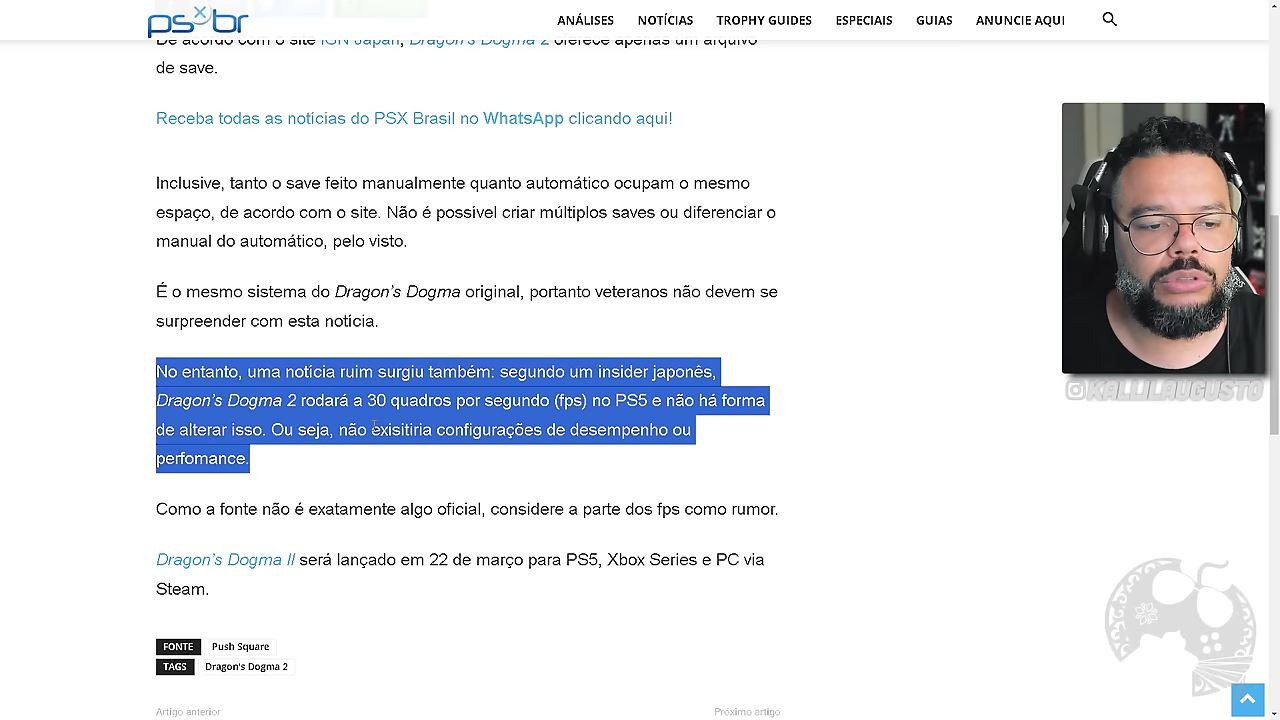 psxbr
ANÁLISES NOTÍCIAS TROPHY GUIDES ESPECIAIS GUIAS ANUNCIE AQUI
De acordo com o site IGN Japan, Dragon's Dogma 2 oferece apenas um arquivo
de save.
Receba todas as notícias do PSX Brasil no WhatsApp clicando aqui!
Inclusive, tanto o save feito manualmente quanto automático ocupam o mesmo
espaço, de acordo com o site. Não é possível criar múltiplos saves ou diferenciar o
manual do automático, pelo visto.
É o mesmo sistema do Dragon's Dogma original, portanto veteranos não devem se
surpreender com esta notícia.
No entanto, uma notícia ruim surgiu também: segundo um insider japonês,
Dragon's Dogma 2 rodará a 30 quadros por segundo (fps) no PS5 e não há forma
de alterar isso. Ou seja, não exisitiria configurações de desempenho ou
perfomance.
Como a fonte não é exatamente algo oficial, considere a parte dos fps como rumor.
Dragon's Dogma II será lançado em 22 de março para PS5, Xbox Series e PC via
Steam.
FONTE Push Square
TAGS Dragon's Dogma 2
Artigo anterior Próximo artigo
@KALLILAUGUSTO